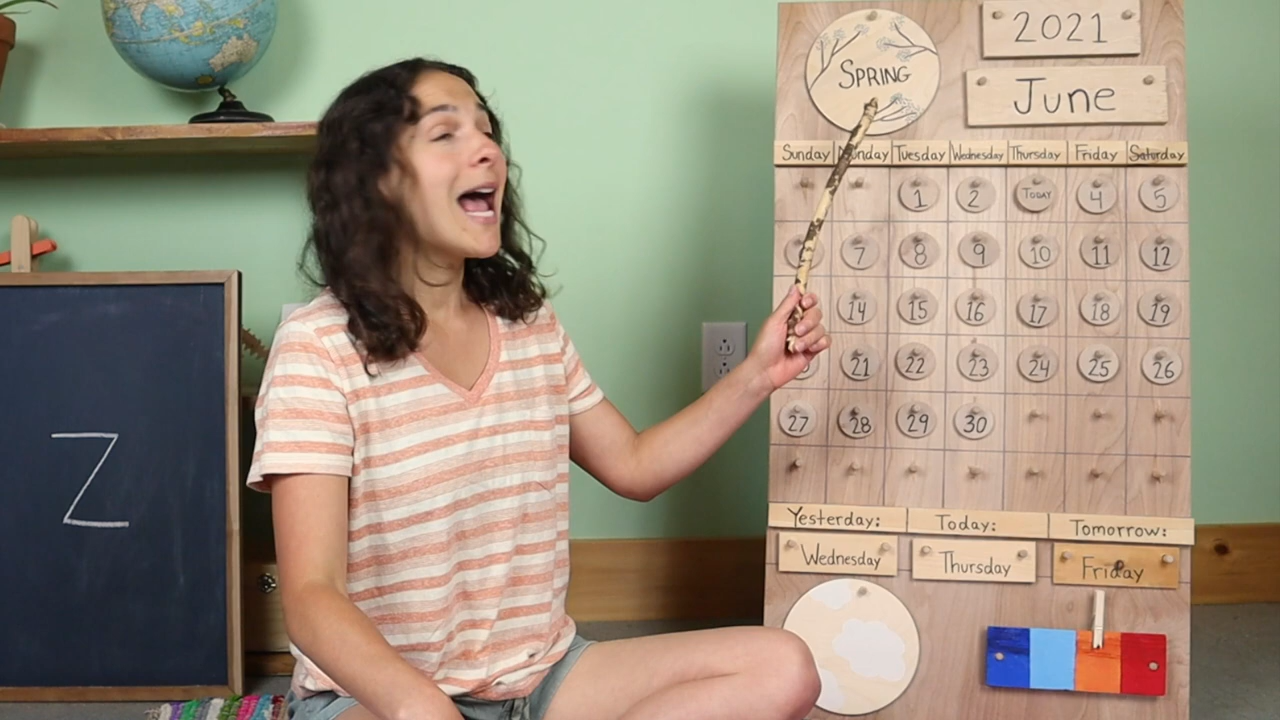 Z
SPRING
2021
June
Sunday Monday Tuesday Wednesday Thursday Friday Saturday
1 2 TODAY 4 5
7 8 9 10 11 12
14 15 16 17 18 19
21 22 23 24 25 26
27 28 29 30
Yesterday: Today: Tomorrow:
Wednesday Thursday Friday